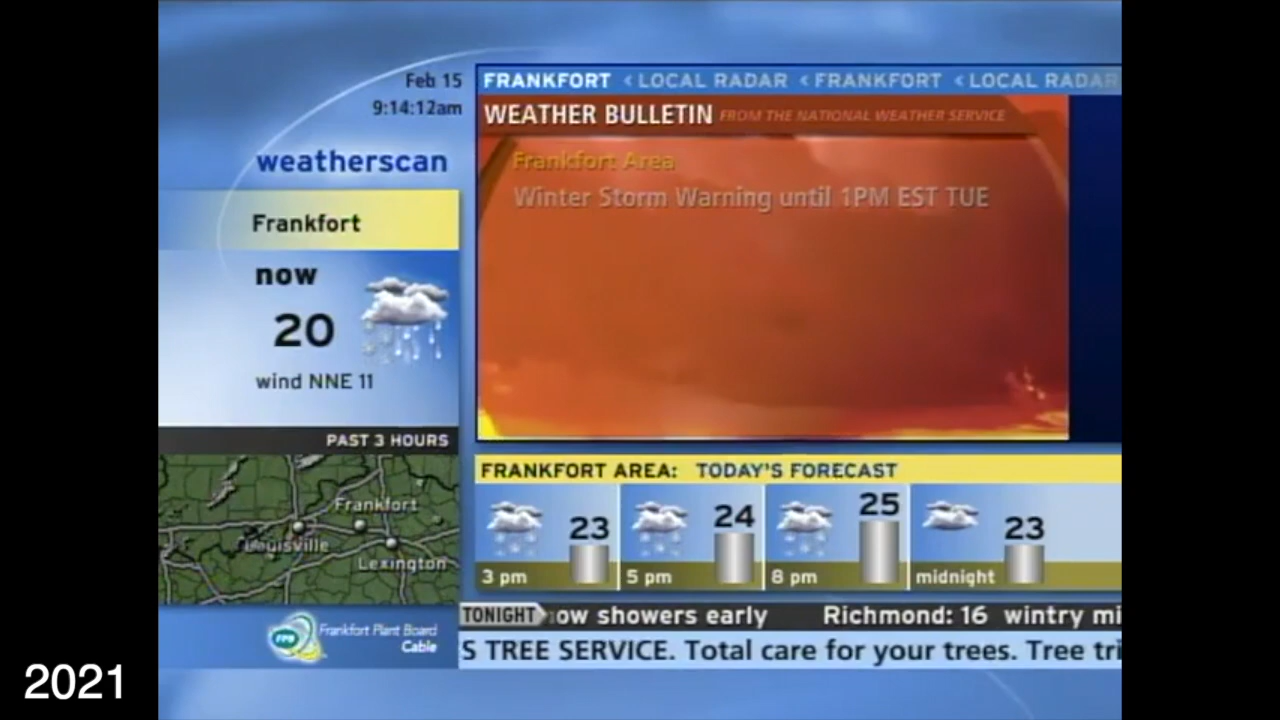 Feb 15
9:14:12am
weatherscan
Frankfort
now
20
wind NNE 11
PAST 3 HOURS
Frankfort
Louisville
Lexington
FPB
Frankfort Plant Board
Cable
FRANKFORT < LOCAL RADAR < FRANKFORT < LOCAL RADAR
WEATHER BULLETIN FROM THE NATIONAL WEATHER SERVICE
Frankfort Area
Winter Storm Warning until 1PM EST TUE
FRANKFORT AREA: TODAY'S FORECAST
23 24 25 23
3 pm 5 pm 8 pm midnight
TONIGHT ow showers early Richmond: 16 wintry mi
S TREE SERVICE. Total care for your trees. Tree tri
2021